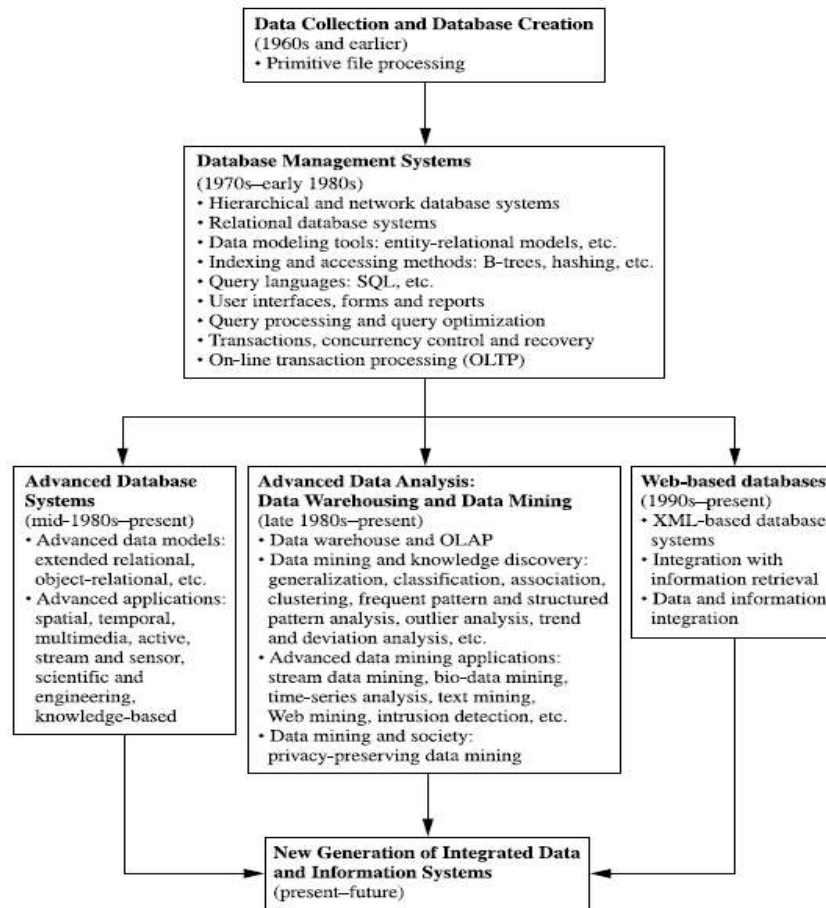 Data Collection and Database Creation
(1960s and earlier)
• Primitive file processing
Database Management Systems
(1970s–early 1980s)
• Hierarchical and network database systems
• Relational database systems
• Data modeling tools: entity-relational models, etc.
• Indexing and accessing methods: B-trees, hashing, etc.
• Query languages: SQL, etc.
• User interfaces, forms and reports
• Query processing and query optimization
• Transactions, concurrency control and recovery
• On-line transaction processing (OLTP)
Advanced Database
Systems
(mid-1980s–present)
• Advanced data models:
extended relational,
object-relational, etc.
• Advanced applications:
spatial, temporal,
multimedia, active,
stream and sensor,
scientific and
engineering,
knowledge-based
Advanced Data Analysis:
Data Warehousing and Data Mining
(late 1980s–present)
• Data warehouse and OLAP
• Data mining and knowledge discovery:
generalization, classification, association,
clustering, frequent pattern and structured
pattern analysis, outlier analysis, trend
and deviation analysis, etc.
• Advanced data mining applications:
stream data mining, bio-data mining,
time-series analysis, text mining,
Web mining, intrusion detection, etc.
• Data mining and society:
privacy-preserving data mining
Web-based databases
(1990s–present)
• XML-based database
systems
• Integration with
information retrieval
• Data and information
integration
New Generation of Integrated Data
and Information Systems
(present–future)